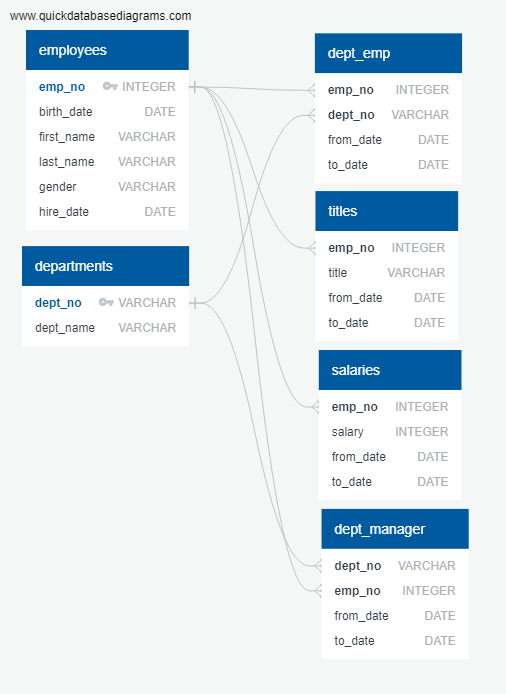 www.quickdatabasediagrams.com
employees
emp_no INTEGER
birth_date DATE
first_name VARCHAR
last_name VARCHAR
gender VARCHAR
hire_date DATE
departments
dept_no VARCHAR
dept_name VARCHAR
dept_emp
emp_no INTEGER
dept_no VARCHAR
from_date DATE
to_date DATE
titles
emp_no INTEGER
title VARCHAR
from_date DATE
to_date DATE
salaries
emp_no INTEGER
salary INTEGER
from_date DATE
to_date DATE
dept_manager
dept_no VARCHAR
emp_no INTEGER
from_date DATE
to_date DATE